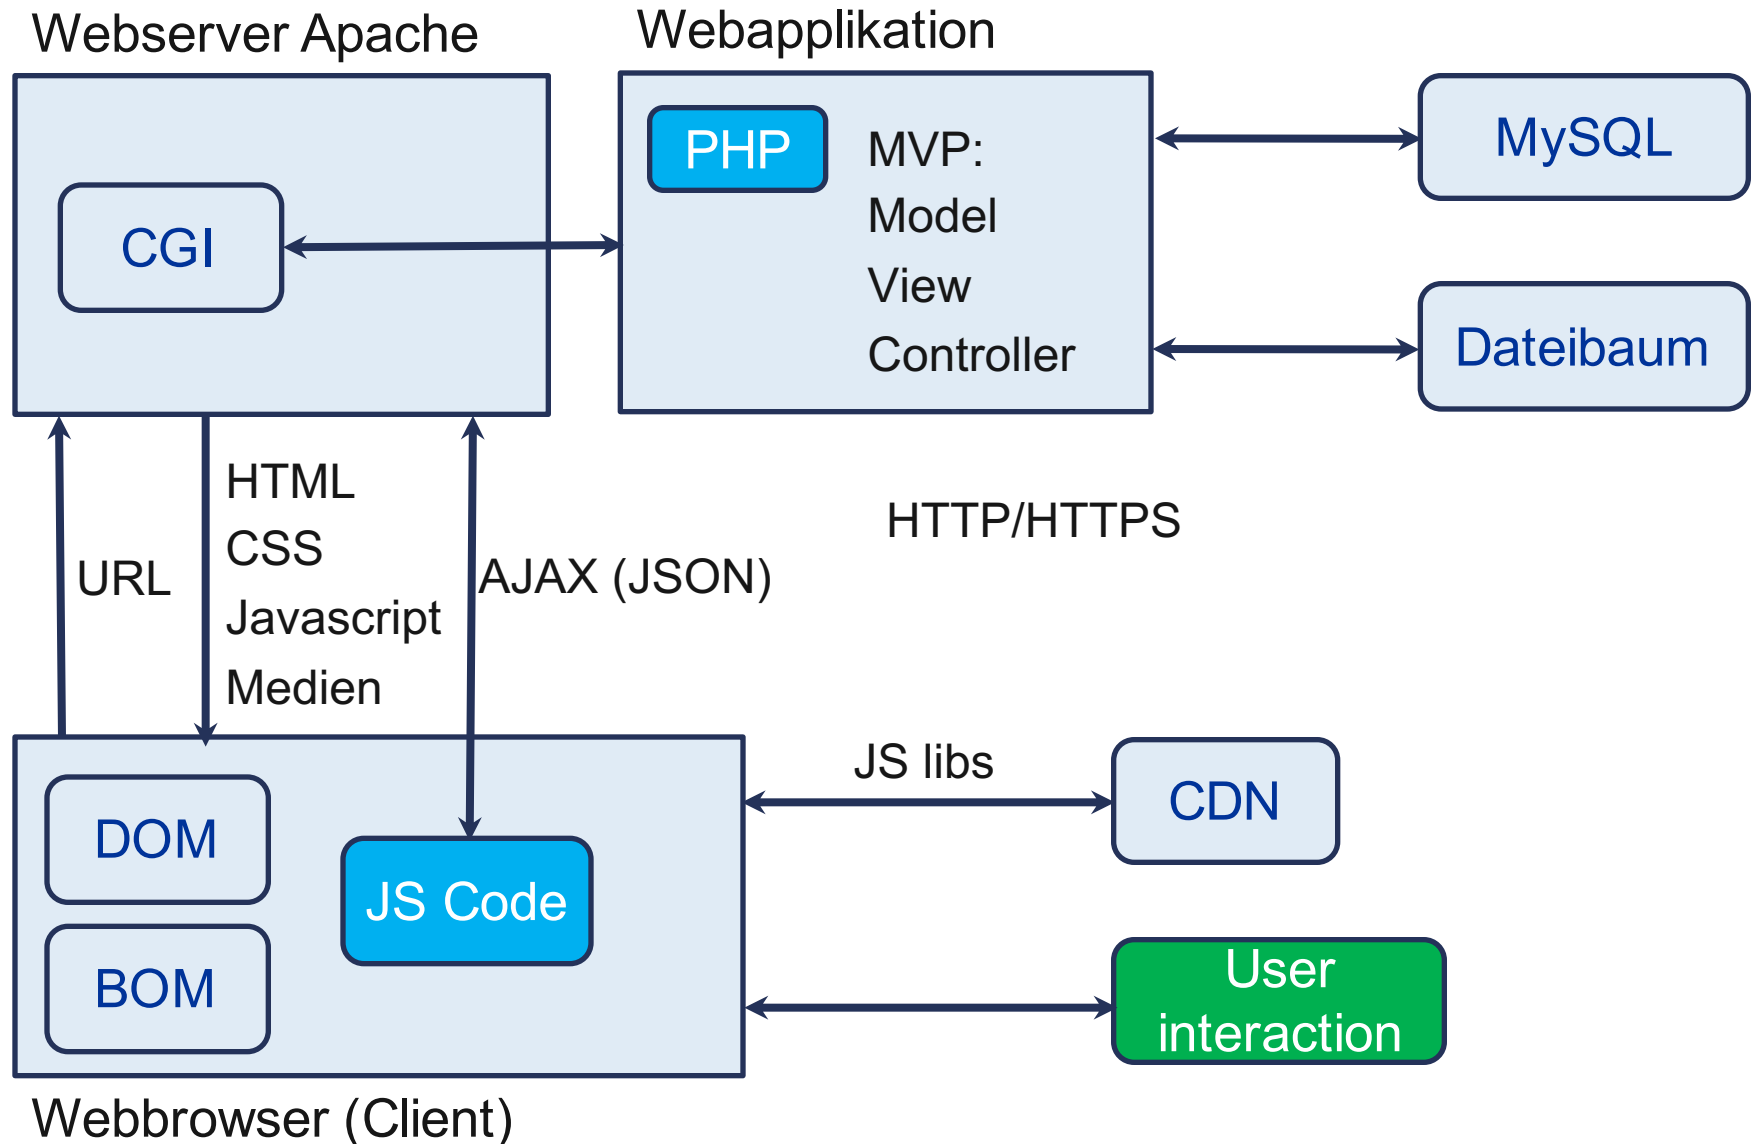 Webserver Apache
Webapplikation
PHP
MVP:
Model
View
Controller
MySQL
CGI
Dateibaum
URL
HTML
CSS
Javascript
Medien
AJAX (JSON)
HTTP/HTTPS
DOM
BOM
JS Code
JS libs
CDN
User
interaction
Webbrowser (Client)